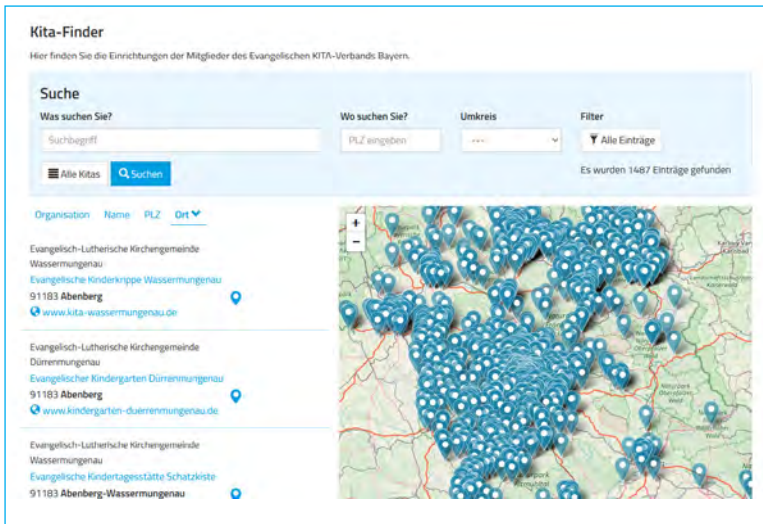 Kita-Finder
Hier finden Sie die Einrichtungen der Mitglieder des Evangelischen KITA-Verbands Bayern.
Suche
Was suchen Sie?
Wo suchen Sie?
Umkreis
Filter
Suchbegriff
PLZ eingeben
---
Alle Einträge
Alle Kitas
Suchen
Es wurden 1487 Einträge gefunden
Organisation Name PLZ Ort
+
-
Evangelisch-Lutherische Kirchengemeinde
Wassermungenau
Evangelische Kinderkrippe Wassermungenau
91183 Abenberg
www.kita-wassermungenau.de
Evangelisch-Lutherische Kirchengemeinde
Dürrenmungenau
Evangelischer Kindergarten Dürrenmungenau
91183 Abenberg
www.kindergarten-duerrenmungenau.de
Evangelisch-Lutherische Kirchengemeinde
Wassermungenau
Evangelische Kindertagesstätte Schatzkiste
91183 Abenberg-Wassermungenau